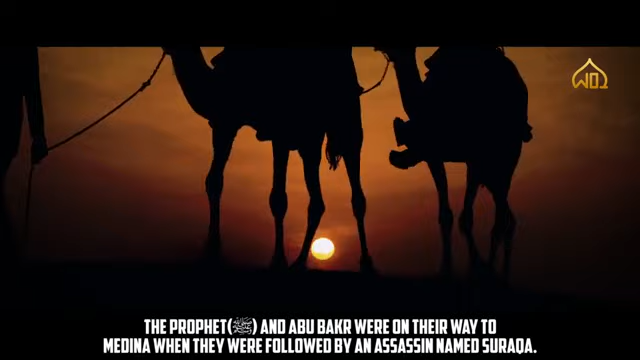 THE PROPHET(ﷺ) AND ABU BAKR WERE ON THEIR WAY TO
MEDINA WHEN THEY WERE FOLLOWED BY AN ASSASSIN NAMED SURAQA.